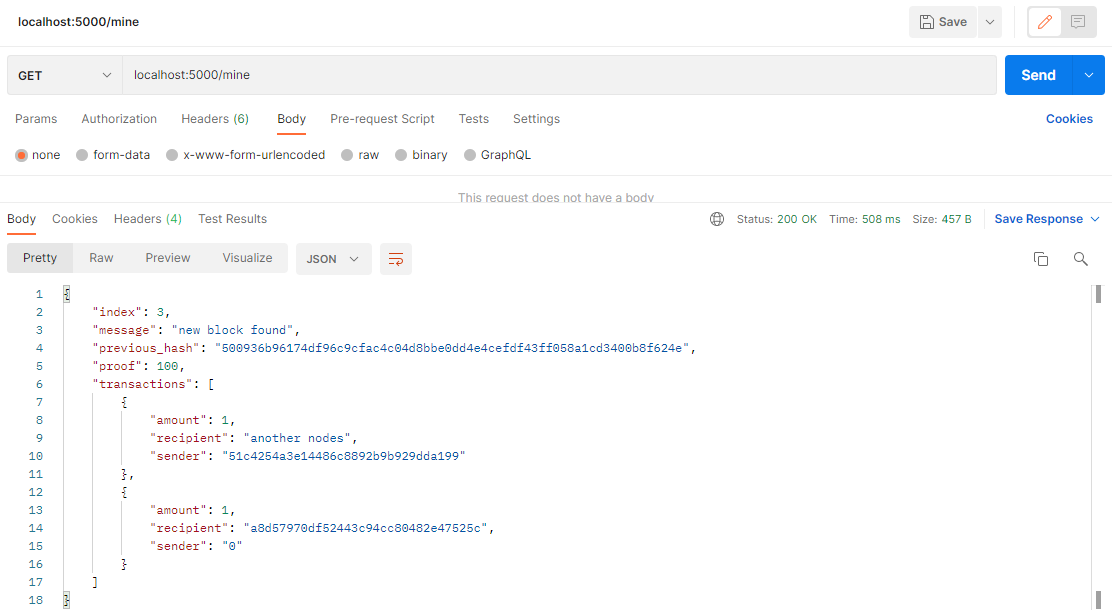 localhost:5000/mine
Save
GET
localhost:5000/mine
Send
Params Authorization Headers (6) Body Pre-request Script Tests Settings Cookies
none form-data x-www-form-urlencoded raw binary GraphQL
This request does not have a body
Body Cookies Headers (4) Test Results Status: 200 OK Time: 508 ms Size: 457 B Save Response
Pretty Raw Preview Visualize JSON
1 {
2 "index": 3,
3 "message": "new block found",
4 "previous_hash": "500936b96174df96c9cfac4c04d8bbe0dd4e4cefdf43ff058a1cd3400b8f624e",
5 "proof": 100,
6 "transactions": [
7 {
8 "amount": 1,
9 "recipient": "another nodes",
10 "sender": "51c4254a3e14486c8892b9b929dda199"
11 },
12 {
13 "amount": 1,
14 "recipient": "a8d57970df52443c94cc80482e47525c",
15 "sender": "0"
16 }
17 ]
18 }